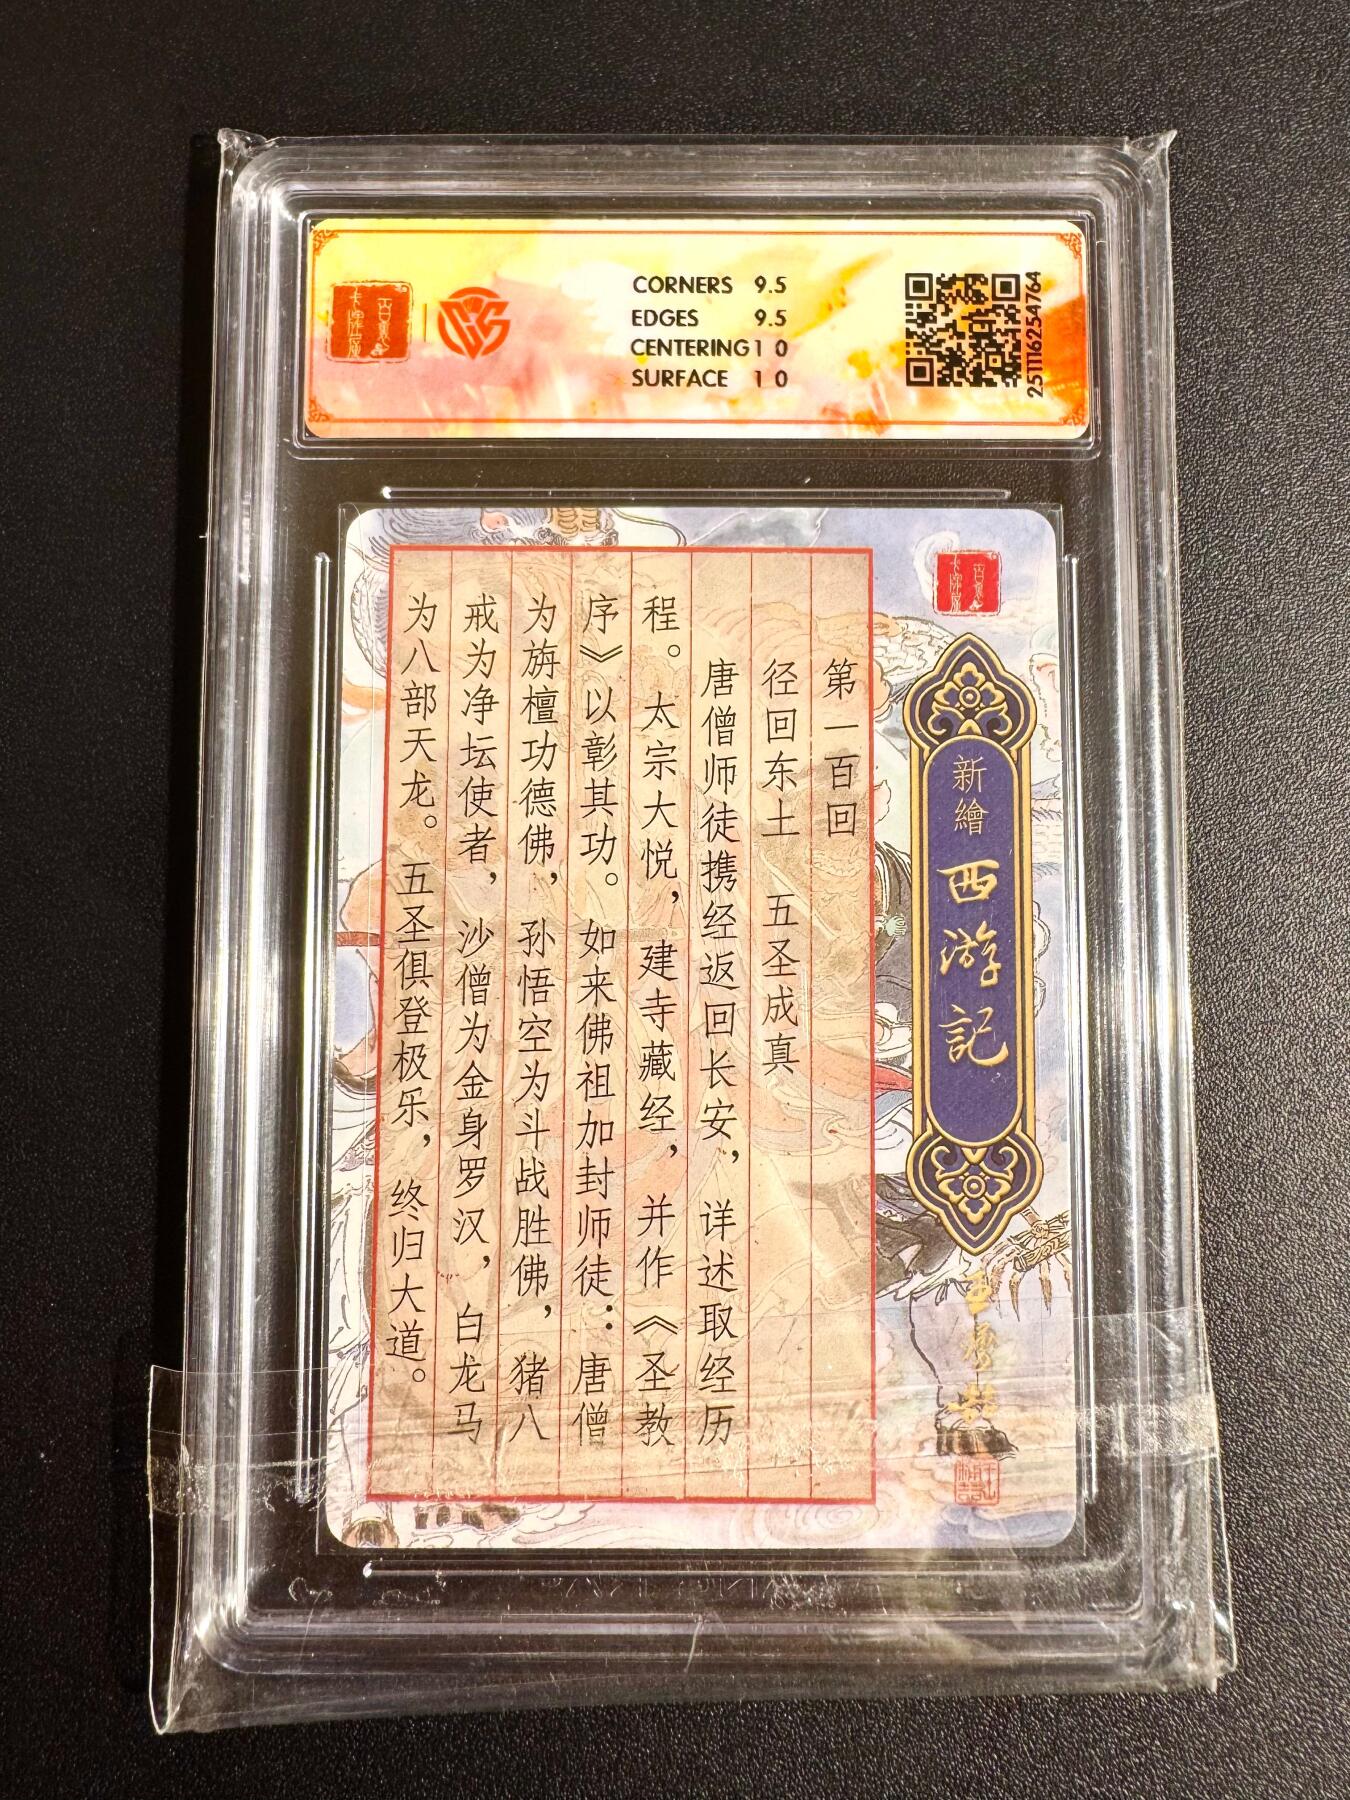 CORNERS 9.5
EDGES 9.5
CENTERING 10
SURFACE 10
2511116254764
新繪西游記
第一百回
径回东土 五圣成真
唐僧师徒携经返回长安，详述取经历
程。太宗大悦，建寺藏经，并作《圣教
序》以彰其功。如来佛祖加封师徒：唐僧
为旃檀功德佛，孙悟空为斗战胜佛，猪八
戒为净坛使者，沙僧为金身罗汉，白龙马
为八部天龙。五圣俱登极乐，终归大道。